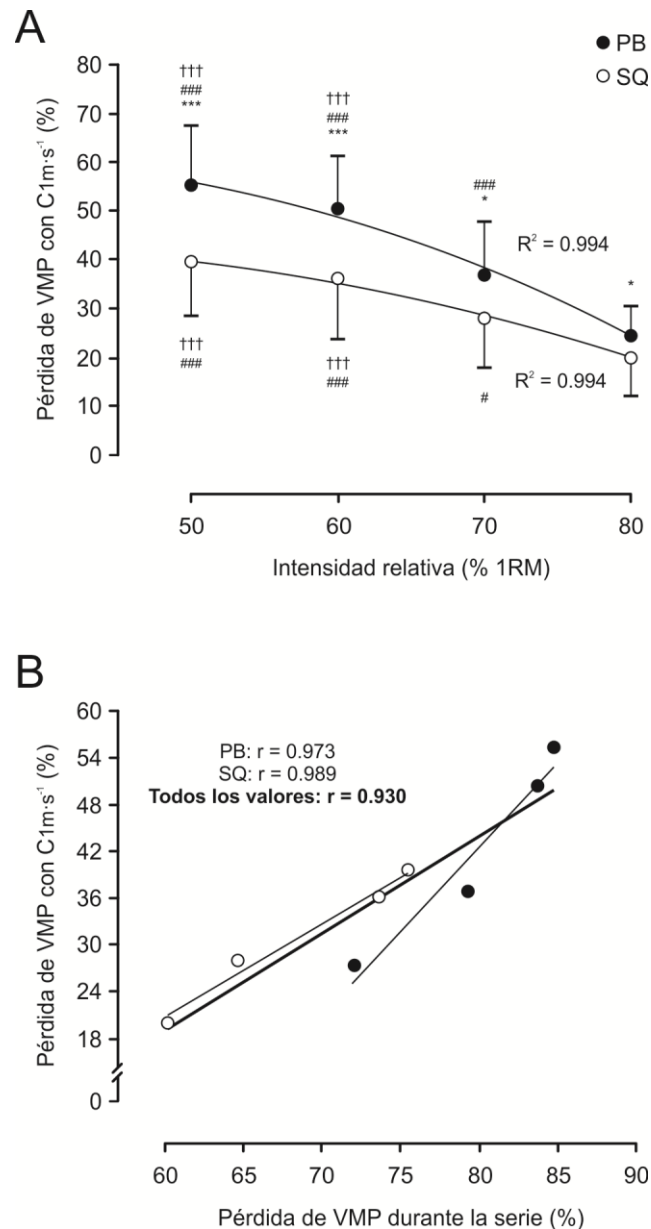 A
PB
SQ
Pérdida de VMP con C1m·s⁻¹ (%)
80
70
60
50
40
30
20
10
0
†††
###
***
†††
###
***
###
*
*
R² = 0.994
R² = 0.994
†††
###
†††
###
#
50 60 70 80
Intensidad relativa (% 1RM)
B
Pérdida de VMP con C1m·s⁻¹ (%)
60
54
48
42
36
30
24
18
0
PB: r = 0.973
SQ: r = 0.989
Todos los valores: r = 0.930
60 65 70 75 80 85 90
Pérdida de VMP durante la serie (%)